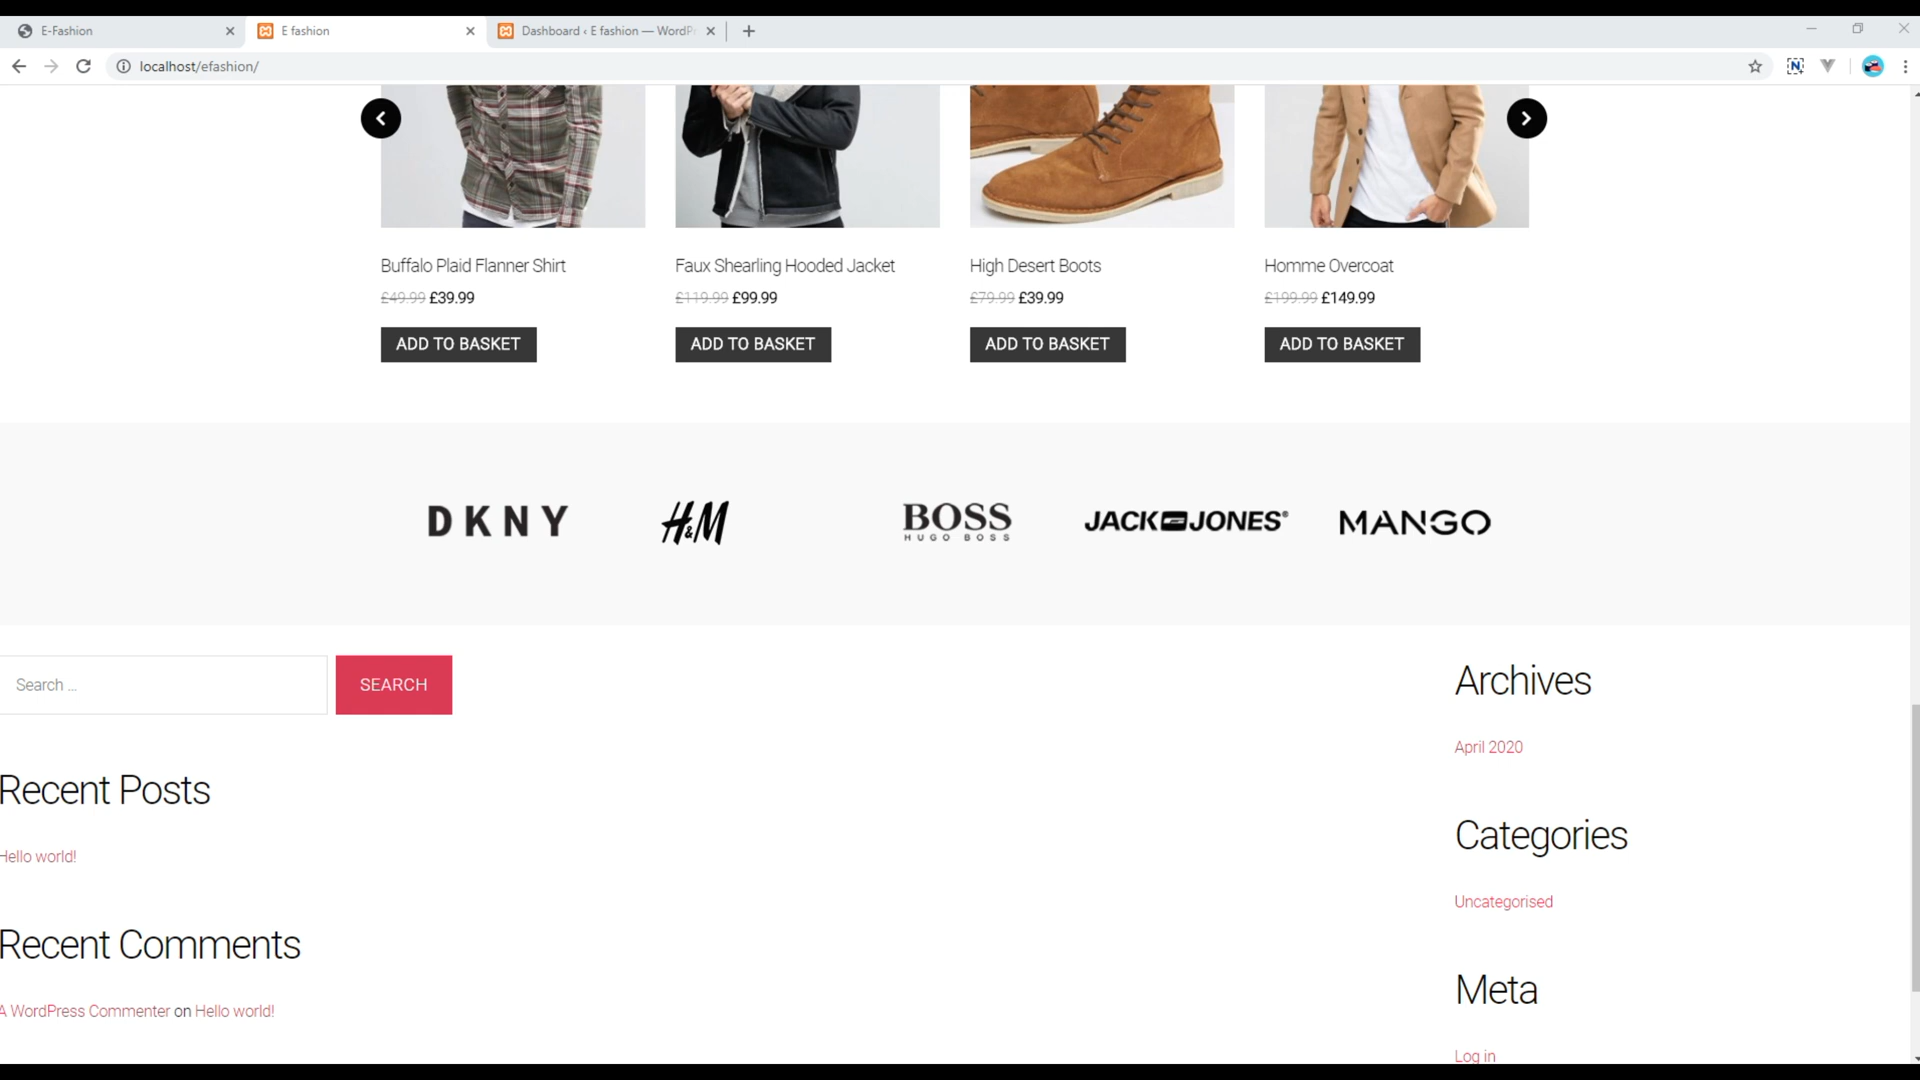 E-Fashion
E fashion
Dashboard ‹ E fashion — WordPr
localhost/efashion/
Buffalo Plaid Flanner Shirt
£49.99 £39.99
ADD TO BASKET
Faux Shearling Hooded Jacket
£119.99 £99.99
ADD TO BASKET
High Desert Boots
£79.99 £39.99
ADD TO BASKET
Homme Overcoat
£199.99 £149.99
ADD TO BASKET
DKNY
H&M
BOSS
HUGO BOSS
JACK JONES®
MANGO
Search …
SEARCH
Recent Posts
Hello world!
Recent Comments
A WordPress Commenter on Hello world!
Archives
April 2020
Categories
Uncategorised
Meta
Log in